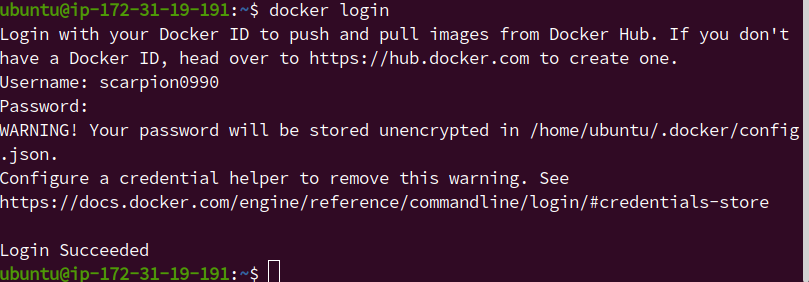 ubuntu@ip-172-31-19-191:~$ docker login
Login with your Docker ID to push and pull images from Docker Hub. If you don't
have a Docker ID, head over to https://hub.docker.com to create one.
Username: scarpion0990
Password:
WARNING! Your password will be stored unencrypted in /home/ubuntu/.docker/config
.json.
Configure a credential helper to remove this warning. See
https://docs.docker.com/engine/reference/commandline/login/#credentials-store
Login Succeeded
ubuntu@ip-172-31-19-191:~$